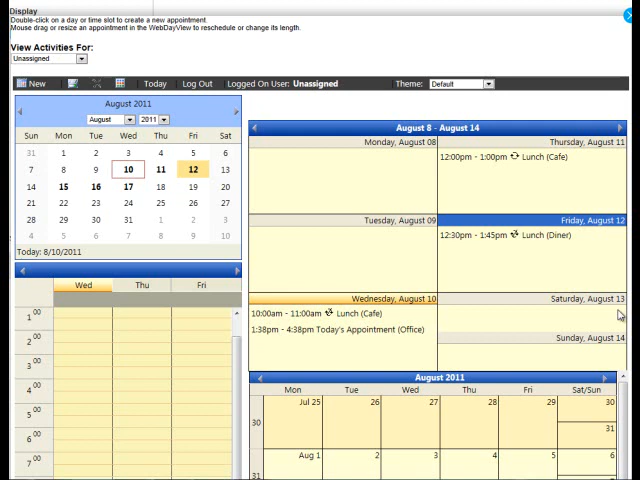 Display
Double-click on a day or time slot to create a new appointment.
Mouse drag or resize an appointment in the WebDayView to reschedule or change its length.
View Activities For:
Unassigned
New Today Log Out Logged On User: Unassigned Theme: Default
August 2011
August 2011
Sun Mon Tue Wed Thu Fri Sat
31 1 2 3 4 5 6
7 8 9 10 11 12 13
14 15 16 17 18 19 20
21 22 23 24 25 26 27
28 29 30 31 1 2 3
4 5 6 7 8 9 10
Today: 8/10/2011
Wed Thu Fri
1 00
2 00
3 00
4 00
5 00
6 00
7 00
August 8 - August 14
Monday, August 08
Thursday, August 11
12:00pm - 1:00pm Lunch (Cafe)
Tuesday, August 09
Friday, August 12
12:30pm - 1:45pm Lunch (Diner)
Wednesday, August 10
10:00am - 11:00am Lunch (Cafe)
1:38pm - 4:38pm Today's Appointment (Office)
Saturday, August 13
Sunday, August 14
August 2011
Mon Tue Wed Thu Fri Sat/Sun
Jul 25 26 27 28 29 30
30
31
Aug 1 2 3 4 5 6
31